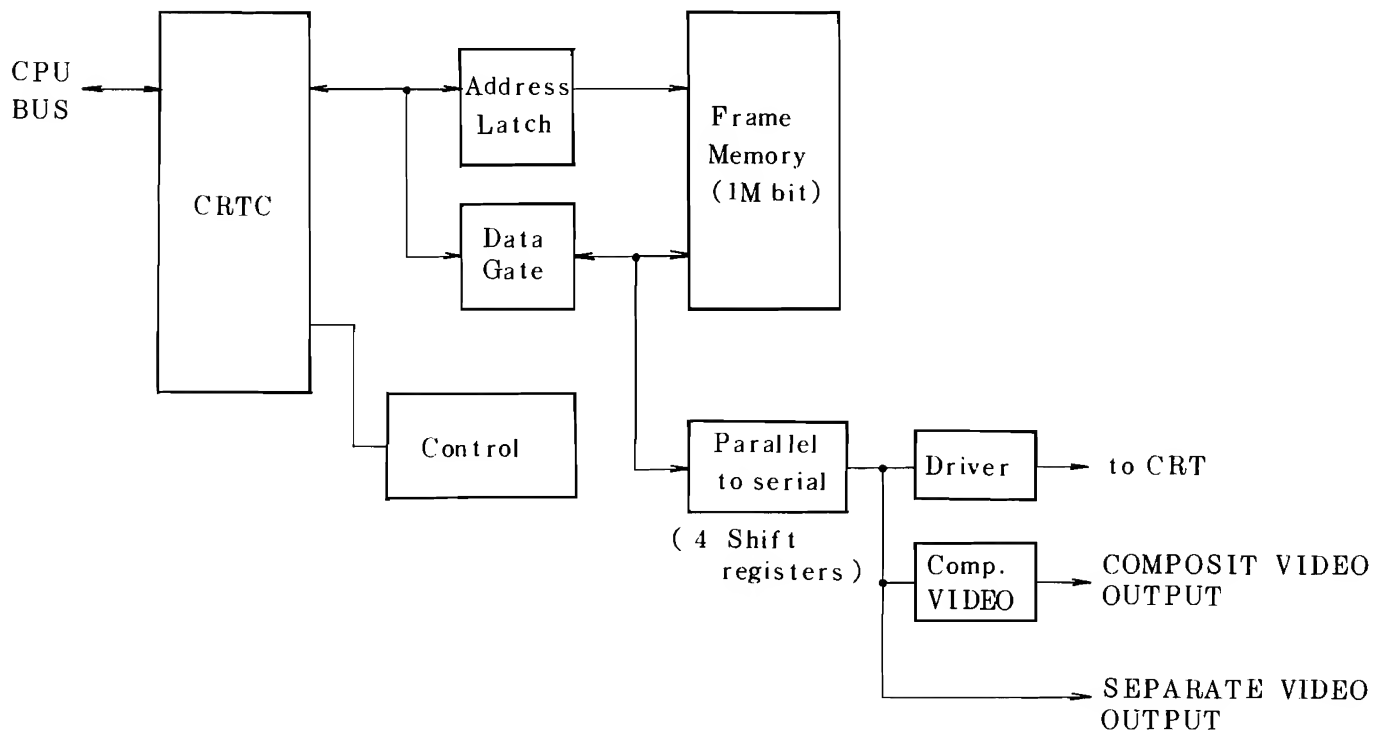 CPU
BUS
CRTC
Address
Latch
Frame
Memory
(1M bit)
Data
Gate
Control
Parallel
to serial
(4 Shift
registers)
Driver
to CRT
Comp.
VIDEO
COMPOSIT VIDEO
OUTPUT
SEPARATE VIDEO
OUTPUT